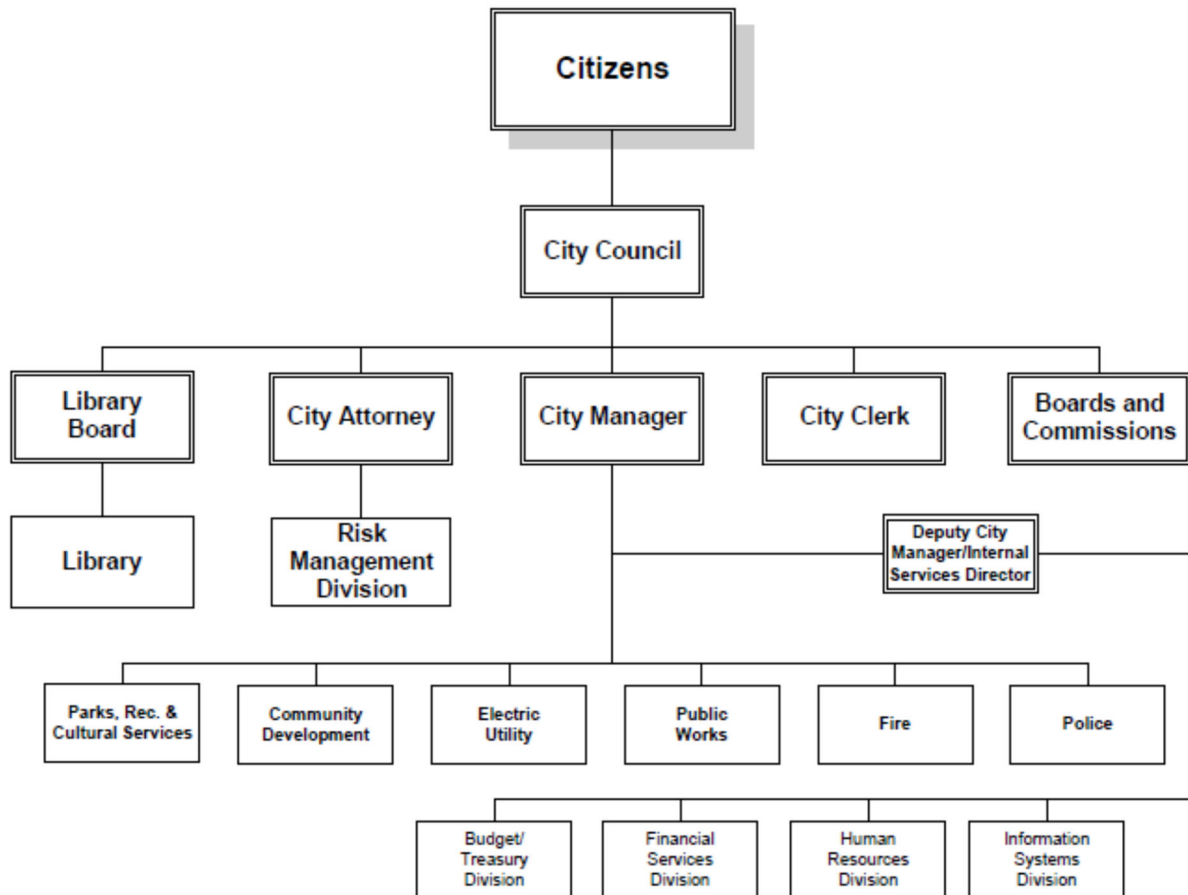 Citizens
City Council
Library
Board
City Attorney
City Manager
City Clerk
Boards and
Commissions
Library
Risk
Management
Division
Deputy City
Manager/Internal
Services Director
Parks, Rec. &
Cultural Services
Community
Development
Electric
Utility
Public
Works
Fire
Police
Budget/
Treasury
Division
Financial
Services
Division
Human
Resources
Division
Information
Systems
Division